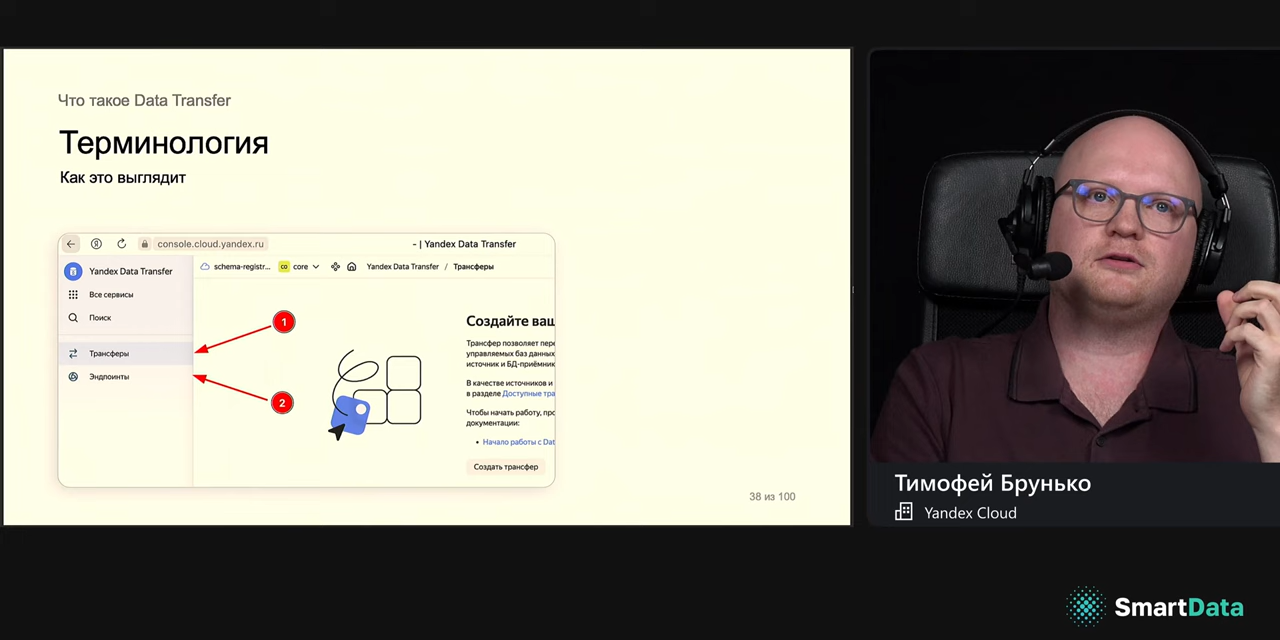 Что такое Data Transfer
Терминология
Как это выглядит
console.cloud.yandex.ru
- | Yandex Data Transfer
Yandex Data Transfer
Все сервисы
Поиск
Трансферы
Эндпоинты
schema-registr...
co core
Yandex Data Transfer / Трансферы
1
2
Создайте ваш
Трансфер позволяет пере
управляемых баз данных
источник и БД-приёмник
В качестве источников и
в разделе Доступные тра
Чтобы начать работу, про
документации:
• Начало работы с Dat
Создать трансфер
38 из 100
Тимофей Брунько
Yandex Cloud
SmartData